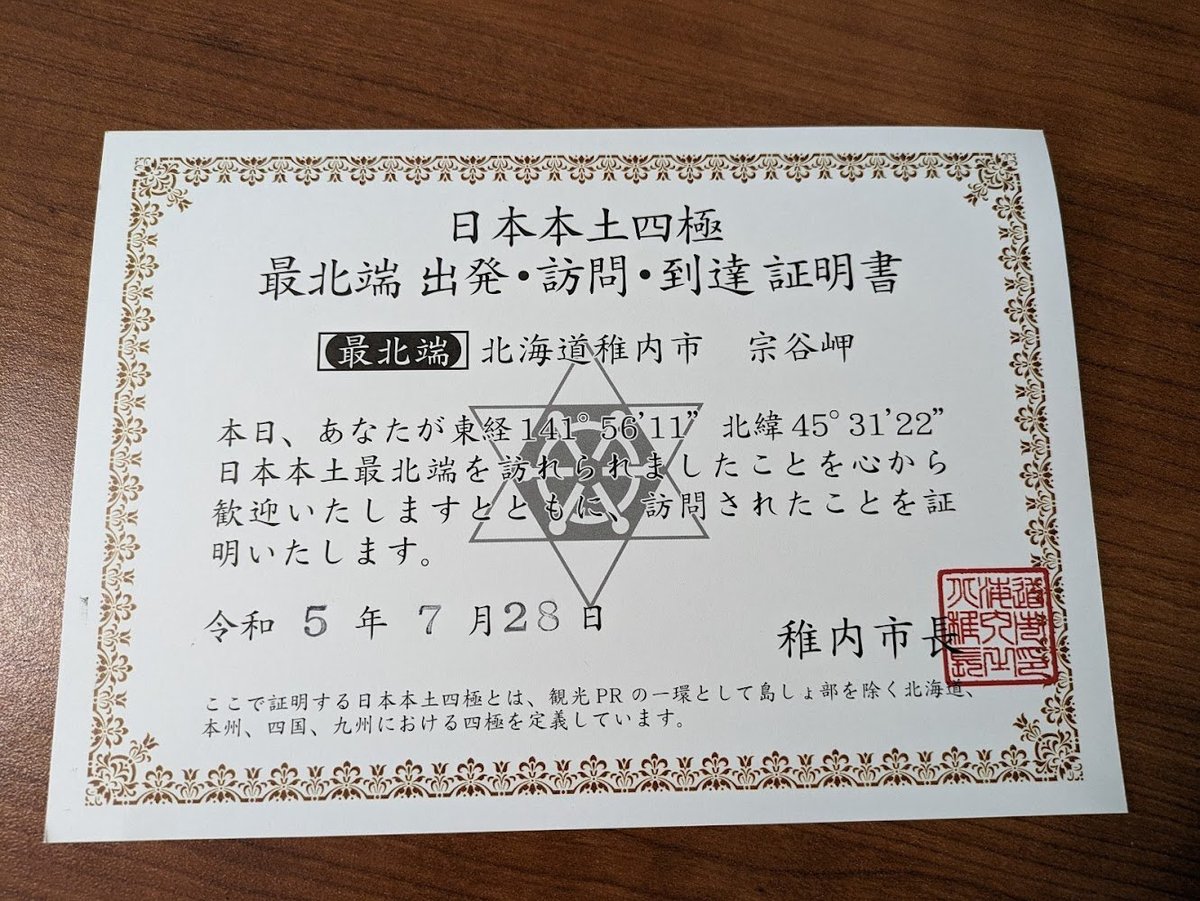 日本本土四極
最北端 出発・訪問・到達 証明書
最北端 北海道稚内市 宗谷岬
本日、あなたが東経141°56’11” 北緯45°31’22”
日本本土最北端を訪れられましたことを心から
歓迎いたしますとともに、訪問されたことを証
明いたします。
令和 5 年 7 月28日
稚内市長
ここで証明する日本本土四極とは、観光PRの一環として島しょ部を除く北海道、
本州、四国、九州における四極を定義しています。